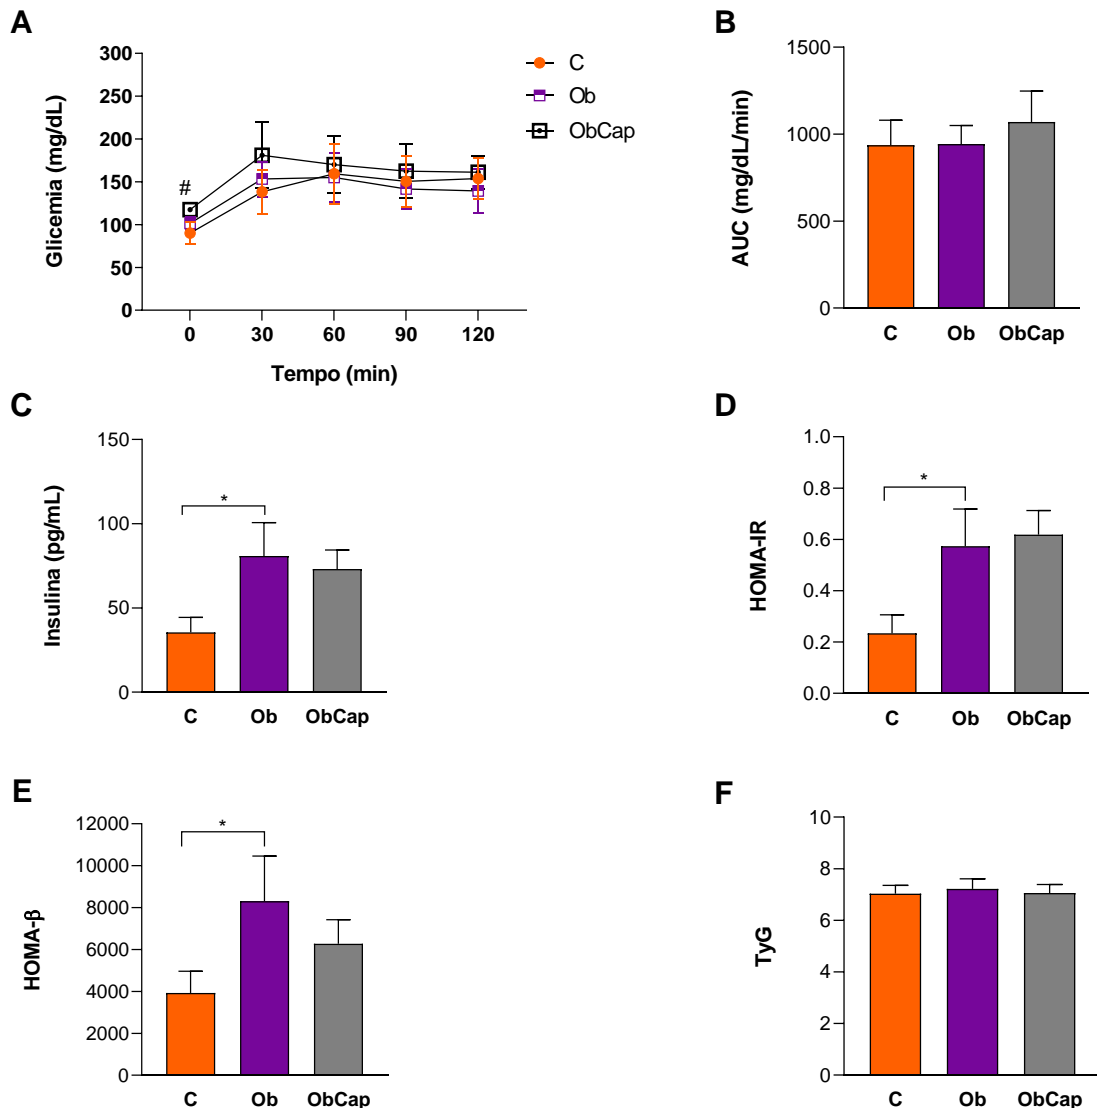 A
Glicemia (mg/dL)
300
250
200
150
100
50
0
#
0 30 60 90 120
Tempo (min)
C
Ob
ObCap
B
AUC (mg/dL/min)
1500
1000
500
0
C Ob ObCap
C
Insulina (pg/mL)
150
100
50
0
*
C Ob ObCap
D
HOMA-IR
1.0
0.8
0.6
0.4
0.2
0.0
*
C Ob ObCap
E
HOMA-β
12000
10000
8000
6000
4000
2000
0
*
C Ob ObCap
F
TyG
10
8
6
4
2
0
C Ob ObCap